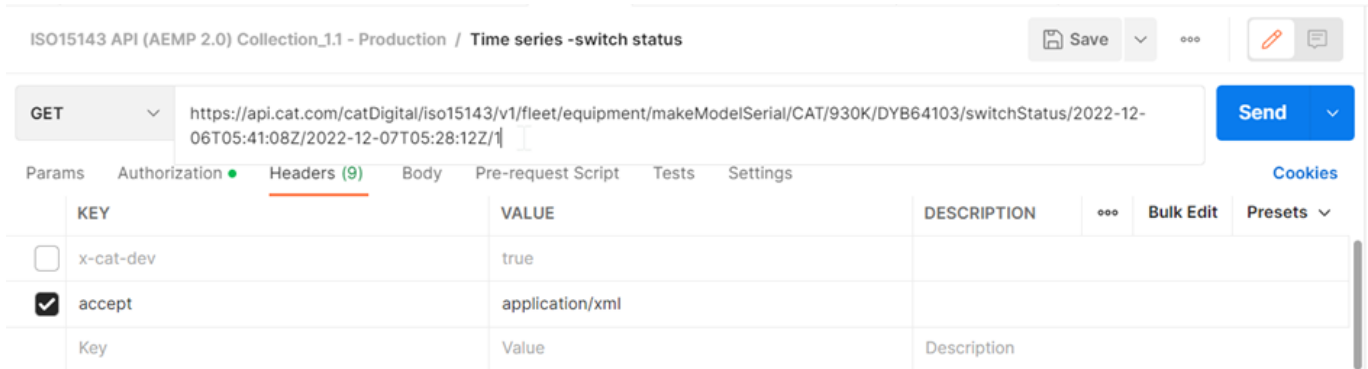 ISO15143 API (AEMP 2.0) Collection_1.1 - Production / Time series -switch status
Save
GET
https://api.cat.com/catDigital/iso15143/v1/fleet/equipment/makeModelSerial/CAT/930K/DYB64103/switchStatus/2022-12-
06T05:41:08Z/2022-12-07T05:28:12Z/1
Send
Params Authorization Headers (9) Body Pre-request Script Tests Settings Cookies
KEY VALUE DESCRIPTION Bulk Edit Presets
x-cat-dev true
accept application/xml
Key Value Description